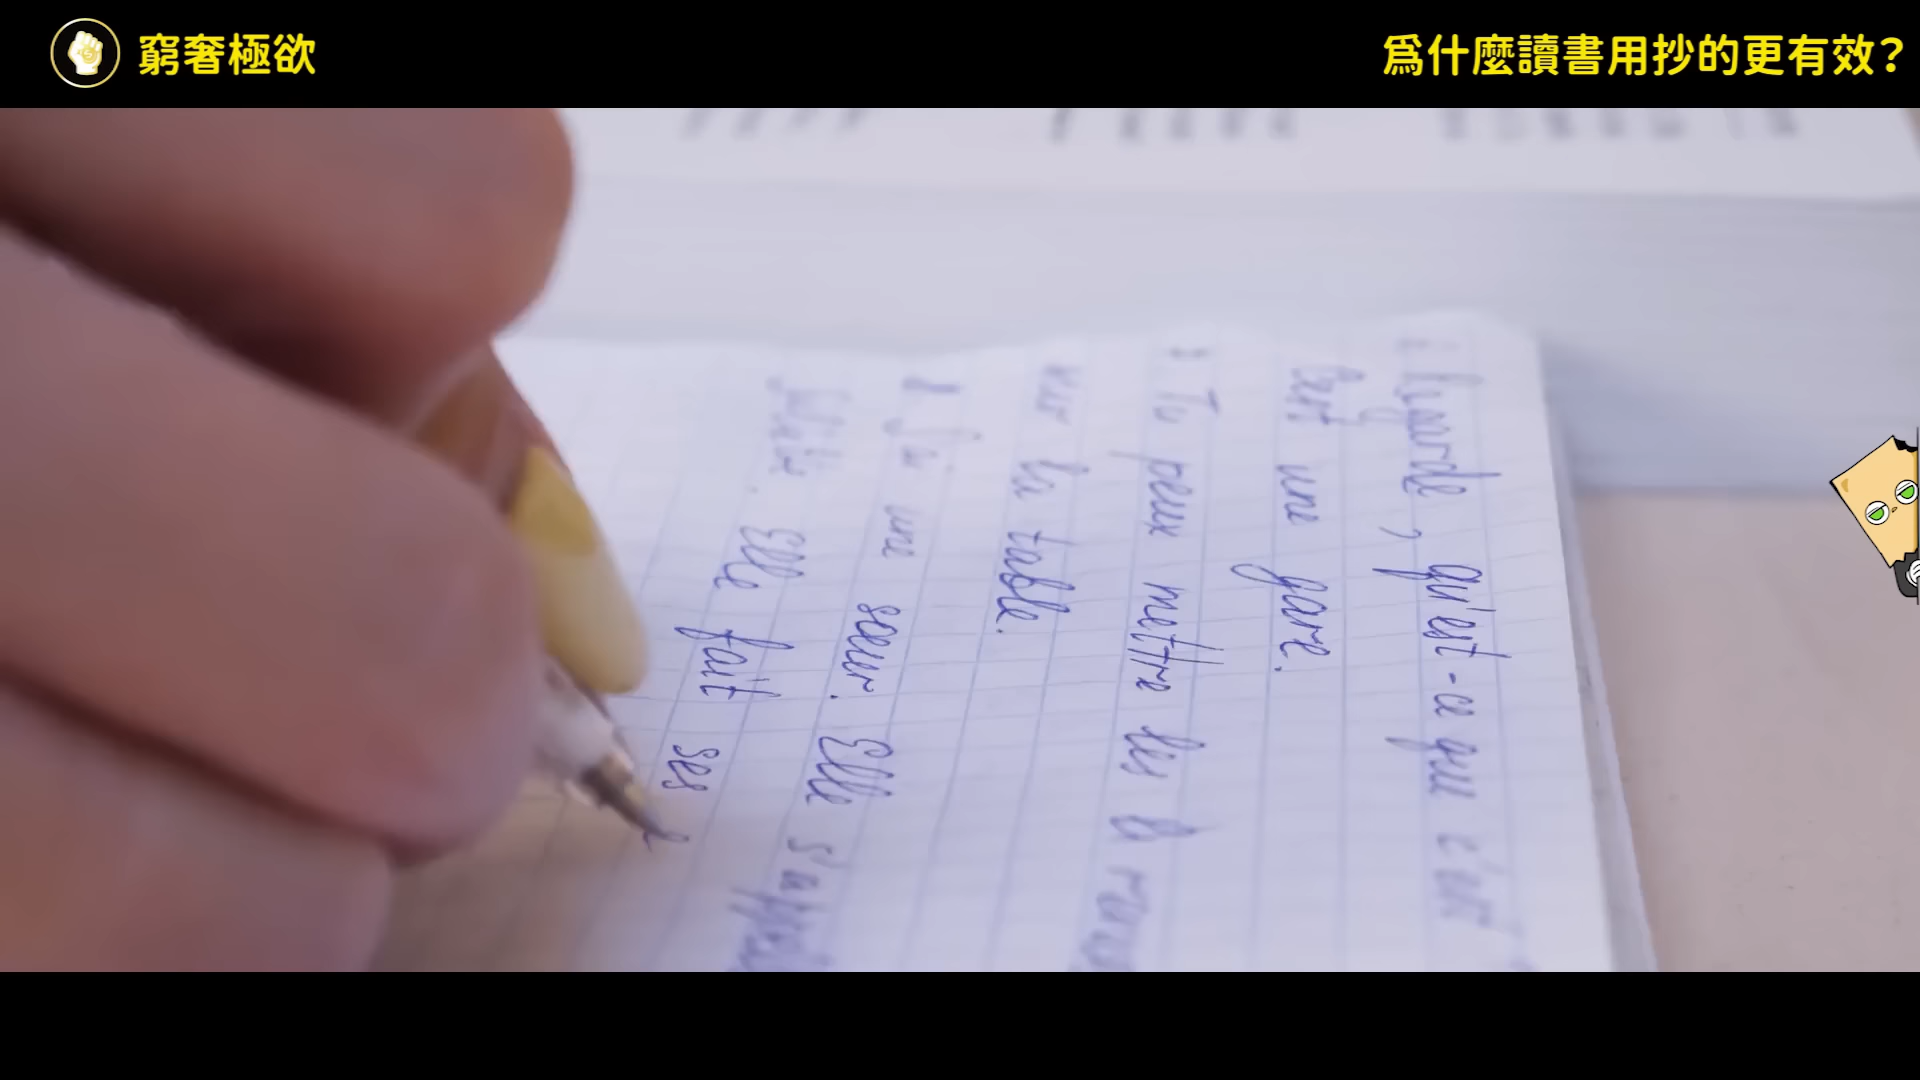 窮奢極欲
為什麼讀書用抄的更有效？
Regarde, qu'est-ce que c'est
C'est une gare.
Tu peux mettre les
sur la table.
J'ai une sœur. Elle s'appelle
Elle fait ses